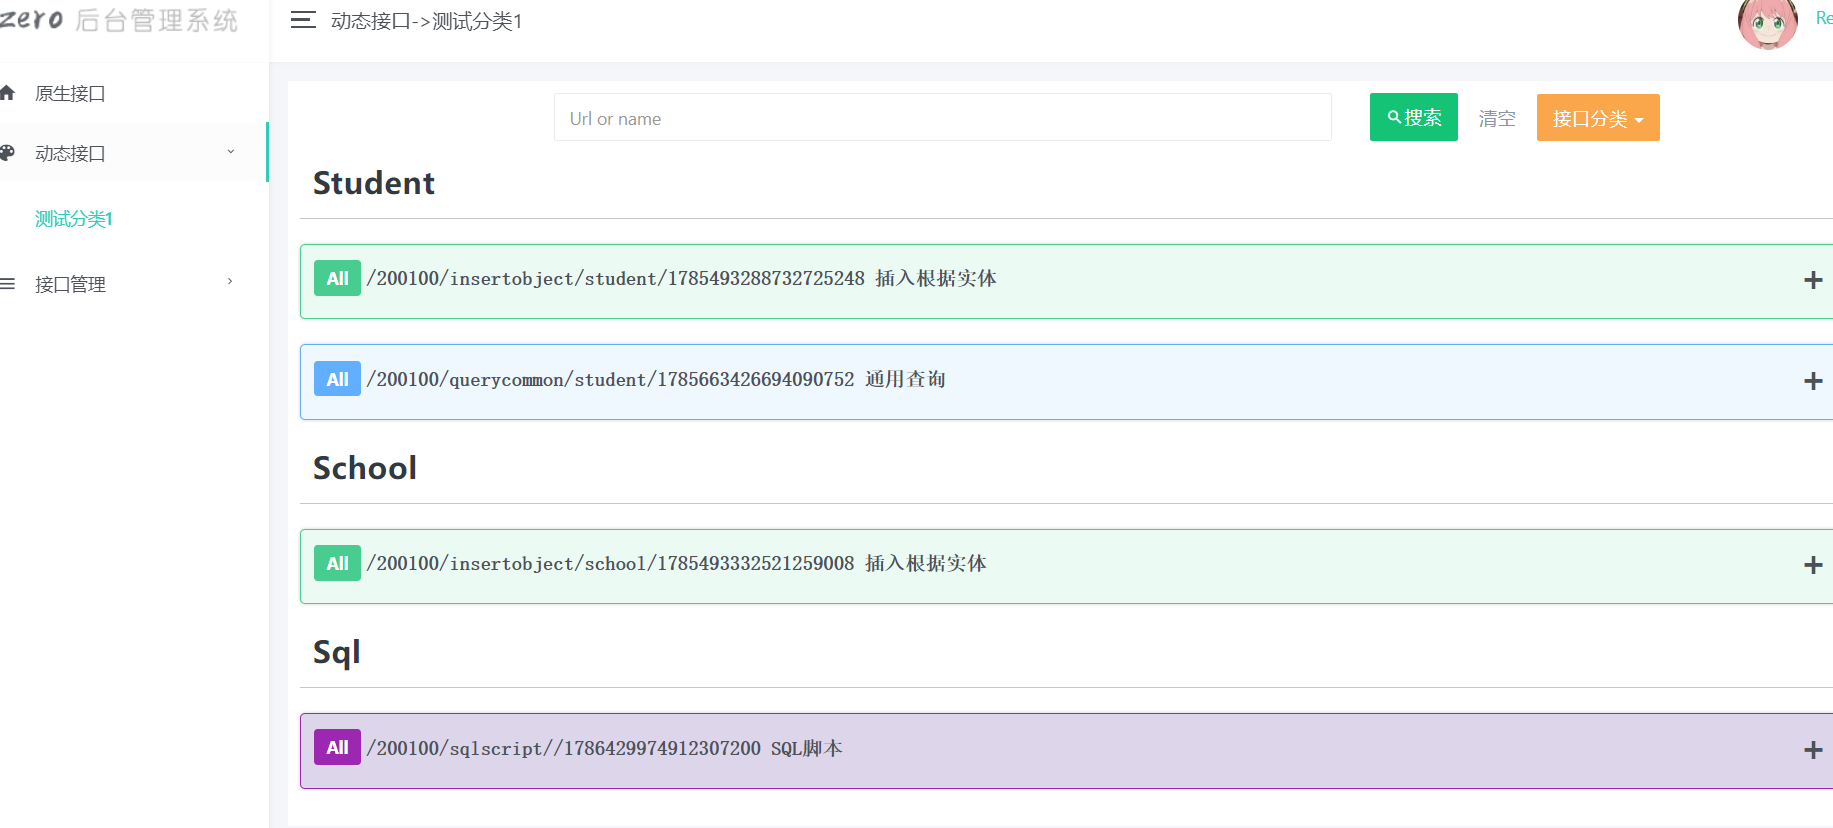 zero 后台管理系统
动态接口->测试分类1
Re
原生接口
动态接口
测试分类1
接口管理
Url or name
搜索
清空
接口分类
Student
All /200100/insertobject/student/1785493288732725248 插入根据实体
All /200100/querycommon/student/1785663426694090752 通用查询
School
All /200100/insertobject/school/1785493332521259008 插入根据实体
Sql
All /200100/sqlscript//1786429974912307200 SQL脚本